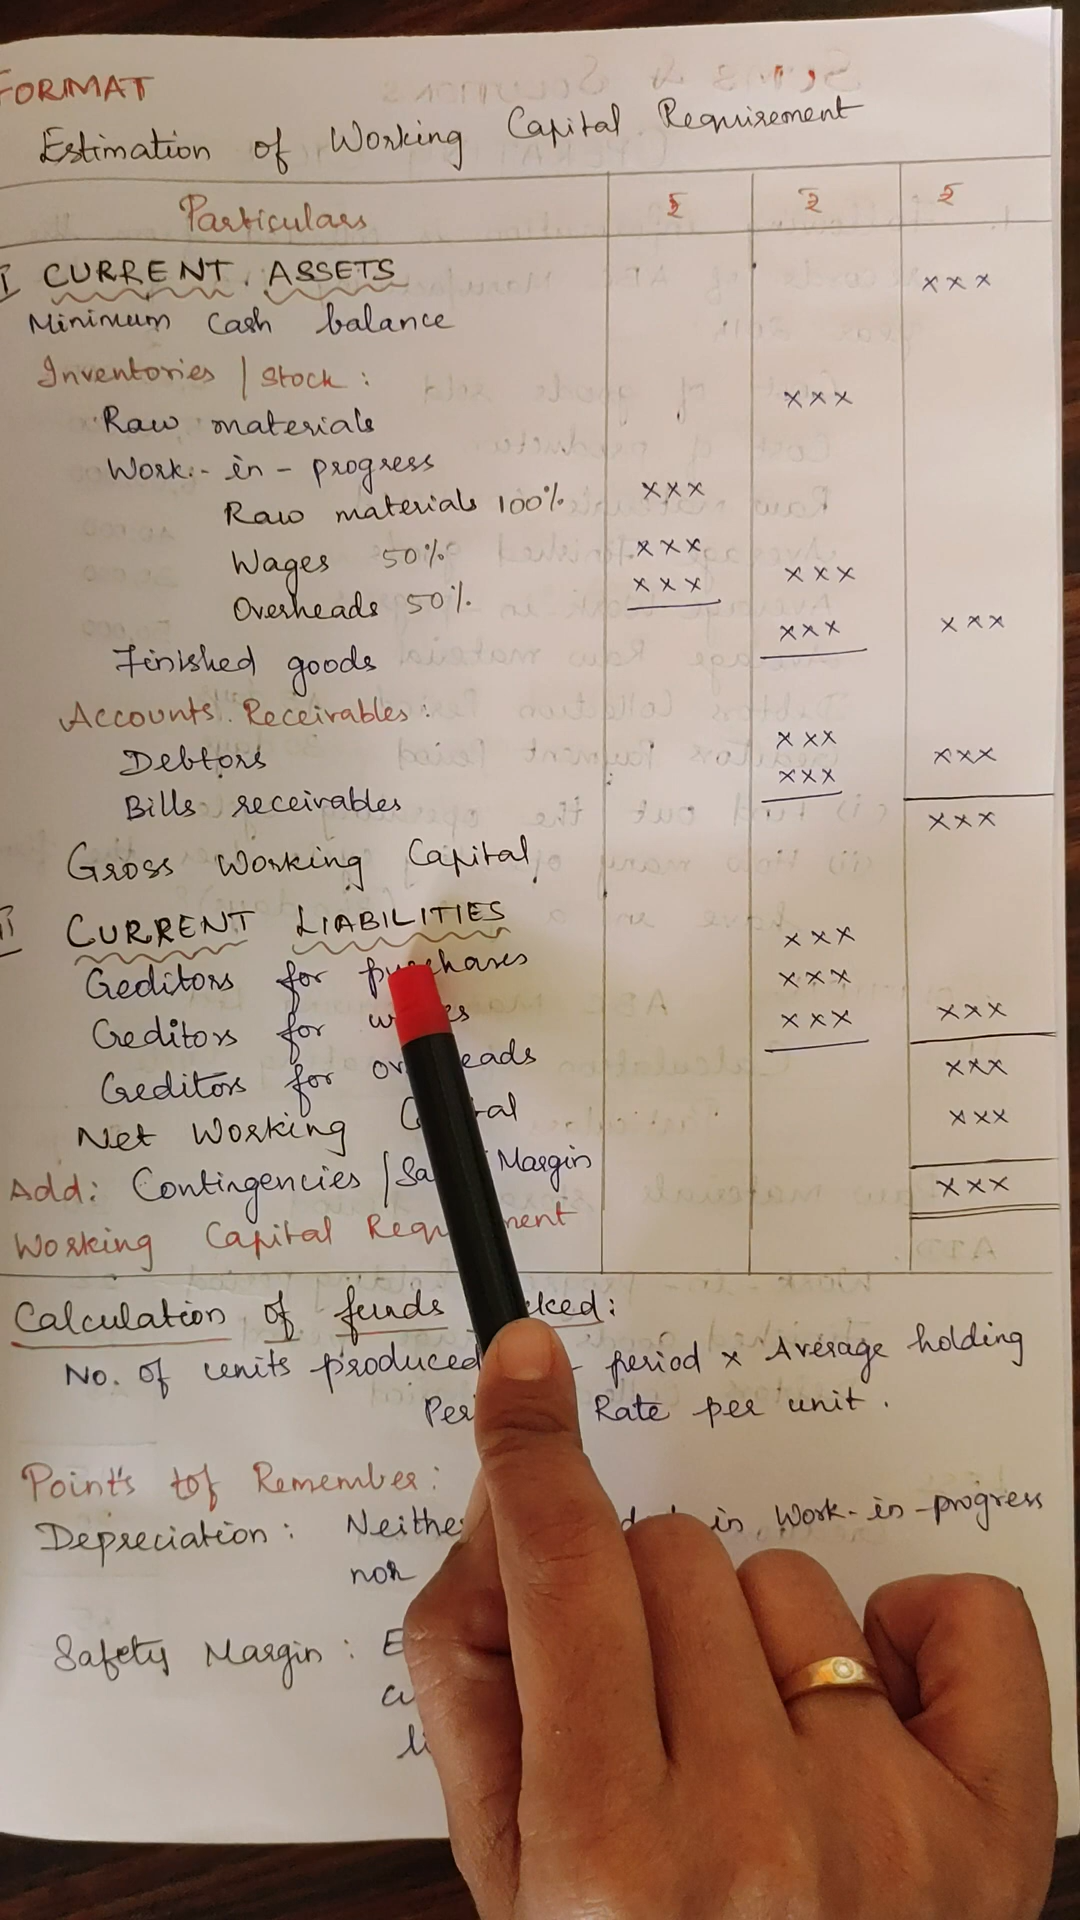 FORMAT
Estimation of Working Capital Requirement
Particulars ₹ ₹ ₹
I CURRENT ASSETS
Minimum Cash balance xxx
Inventories / Stock :
Raw materials xxx
Work-in-progress
Raw materials 100% xxx
Wages 50% xxx
Overheads 50% xxx xxx
Finished goods xxx xxx
Accounts Receivables :
Debtors xxx
Bills receivables xxx xxx
Gross Working Capital xxx
II CURRENT LIABILITIES
Creditors for purchases xxx
Creditors for xxx
Creditors for xxx xxx
Net Working xxx
Add: Contingencies / Margin xxx
Working Capital xxx
Calculation of funds
No. of units produced period x Average holding
Rate per unit.
Points tof Remember:
Depreciation : in Work-in-progress
nor
Safety Margin :